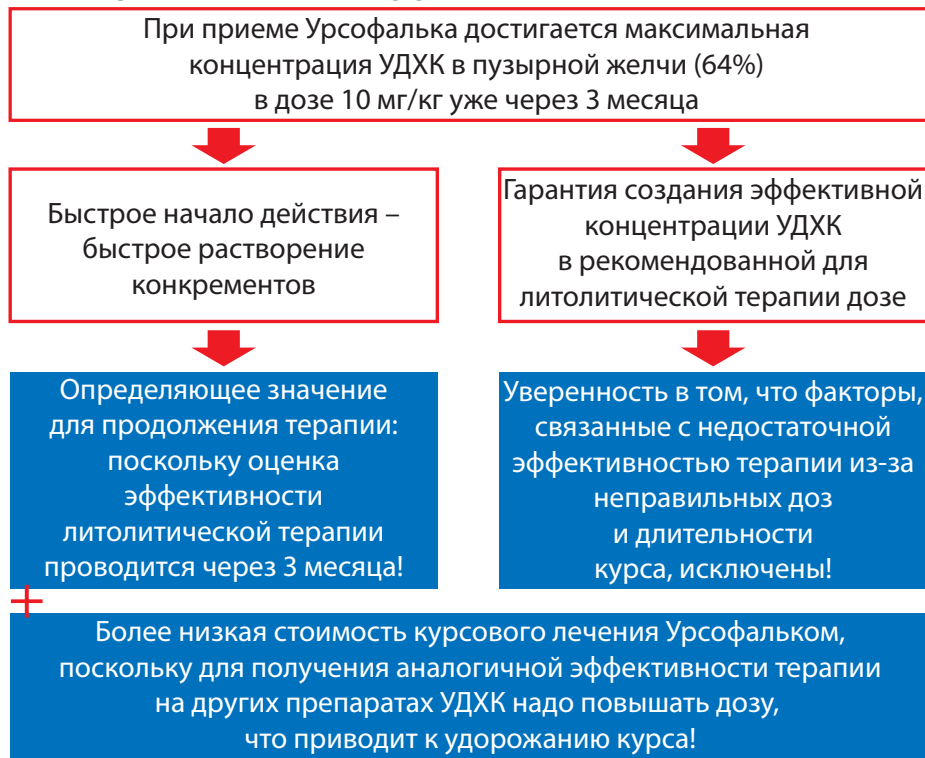 При приеме Урсофалька достигается максимальная
концентрация УДХК в пузырной желчи (64%)
в дозе 10 мг/кг уже через 3 месяца
Быстрое начало действия –
быстрое растворение
конкрементов
Гарантия создания эффективной
концентрации УДХК
в рекомендованной для
литолитической терапии дозе
Определяющее значение
для продолжения терапии:
поскольку оценка
эффективности
литолитической терапии
проводится через 3 месяца!
Уверенность в том, что факторы,
связанные с недостаточной
эффективностью терапии из-за
неправильных доз
и длительности
курса, исключены!
+
Более низкая стоимость курсового лечения Урсофальком,
поскольку для получения аналогичной эффективности терапии
на других препаратах УДХК надо повышать дозу,
что приводит к удорожанию курса!